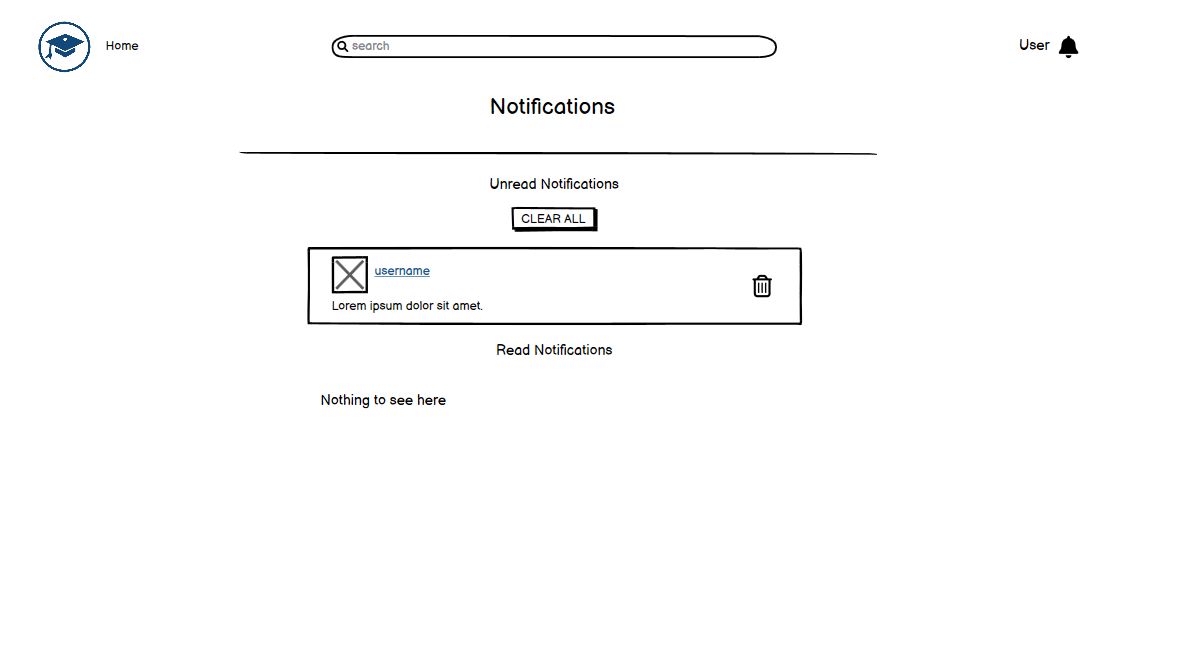 Home
search
User
Notifications
Unread Notifications
CLEAR ALL
username
Lorem ipsum dolor sit amet.
Read Notifications
Nothing to see here